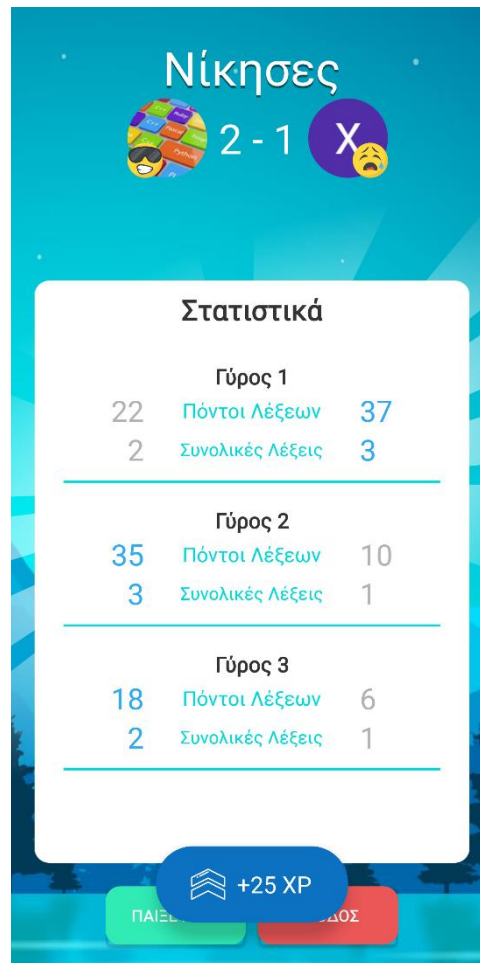 Νίκησες
2 - 1
X
Στατιστικά
Γύρος 1
22 Πόντοι Λέξεων 37
2 Συνολικές Λέξεις 3
Γύρος 2
35 Πόντοι Λέξεων 10
3 Συνολικές Λέξεις 1
Γύρος 3
18 Πόντοι Λέξεων 6
2 Συνολικές Λέξεις 1
+25 XP